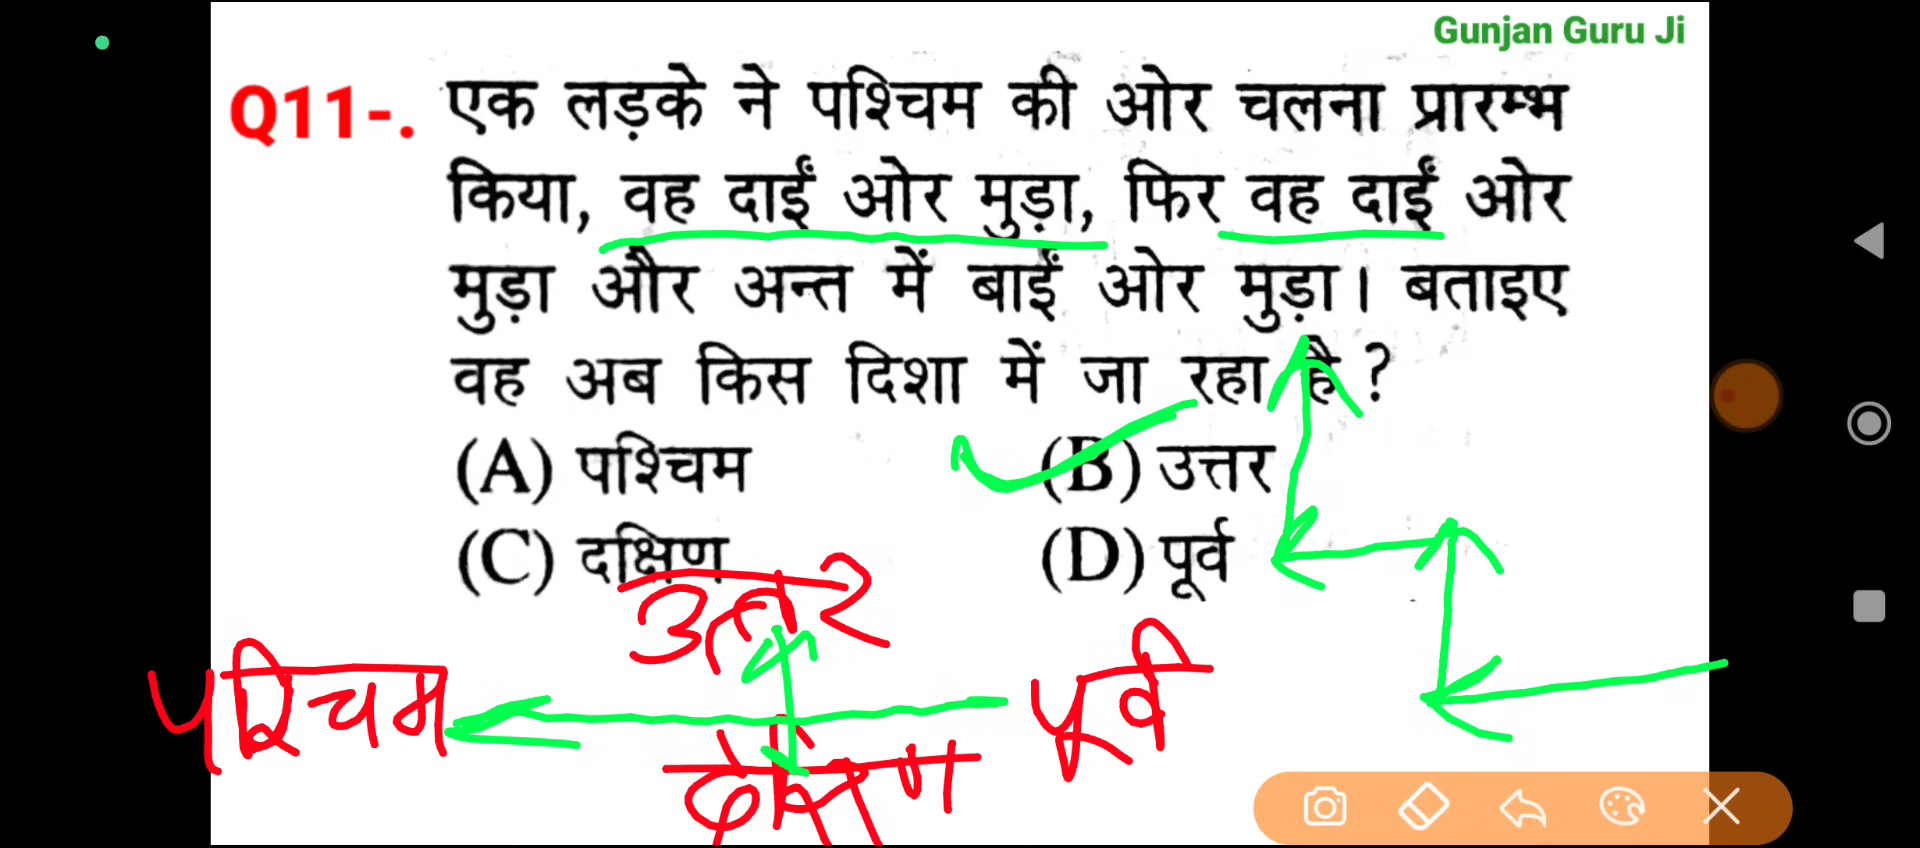 Gunjan Guru Ji
Q11-. एक लड़के ने पश्चिम की ओर चलना प्रारम्भ
किया, वह दाईं ओर मुड़ा, फिर वह दाईं ओर
मुड़ा और अन्त में बाईं ओर मुड़ा। बताइए
वह अब किस दिशा में जा रहा है ?
(A) पश्चिम (B) उत्तर
(C) दक्षिण (D) पूर्व
उत्तर
पश्चिम पूर्व
दक्षिण